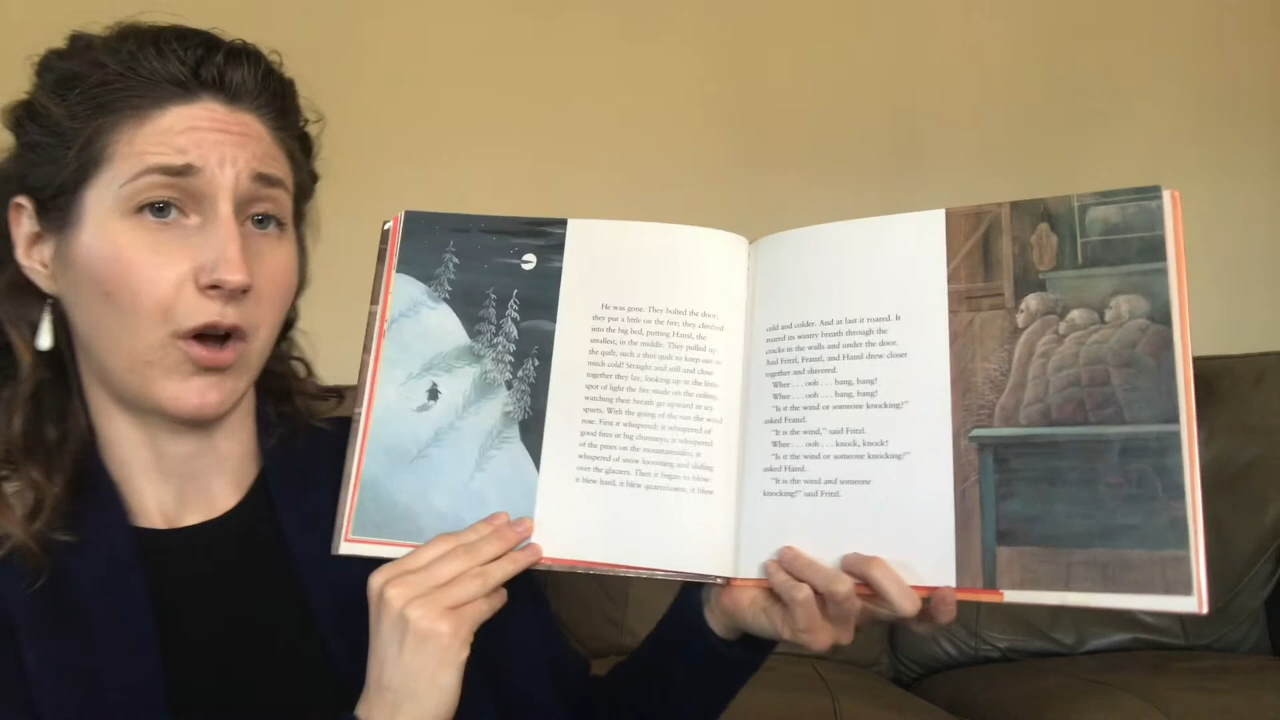 He was gone. They bolted the door;
they put a little on the fire; they climbed
into the big bed, putting Hansl, the
smallest, in the middle. They pulled up
the quilt, such a thin quilt to keep out so
much cold! Straight and still and close
together they lay, looking up at the little
spot of light the fire made on the ceiling,
watching their breath go upward in icy
spurts. With the going of the sun the wind
rose. First it whispered; it whispered of
good fires in big chimneys; it whispered
of the pines on the mountainsides; it
whispered of snow loosening and sliding
over the glaciers. Then it began to blow:
it blew hard, it blew quarrelsome, it blew
cold and colder. And at last it roared. It
roared its wintry breath through the
cracks in the walls and under the door.
And Fritzl, Franzl, and Hansl drew closer
together and shivered.
Wher . . . ooh . . . bang, bang!
Wher . . . ooh . . . bang, bang!
"Is it the wind or someone knocking?"
asked Franzl.
"It is the wind," said Fritzl.
Wher . . . ooh . . . knock, knock!
"Is it the wind or someone knocking?"
asked Hansl.
"It is the wind and someone
knocking!" said Fritzl.